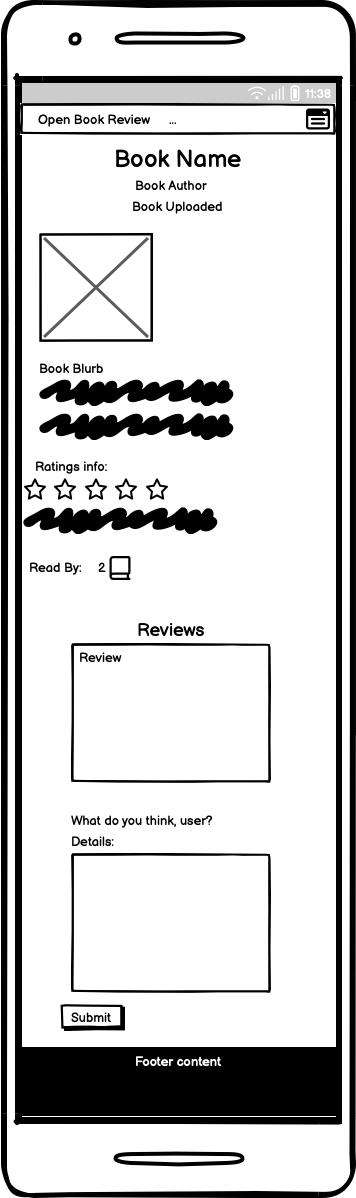 11:38
Open Book Review ...
Book Name
Book Author
Book Uploaded
Book Blurb
Ratings info:
Read By: 2
Reviews
Review
What do you think, user?
Details:
Submit
Footer content